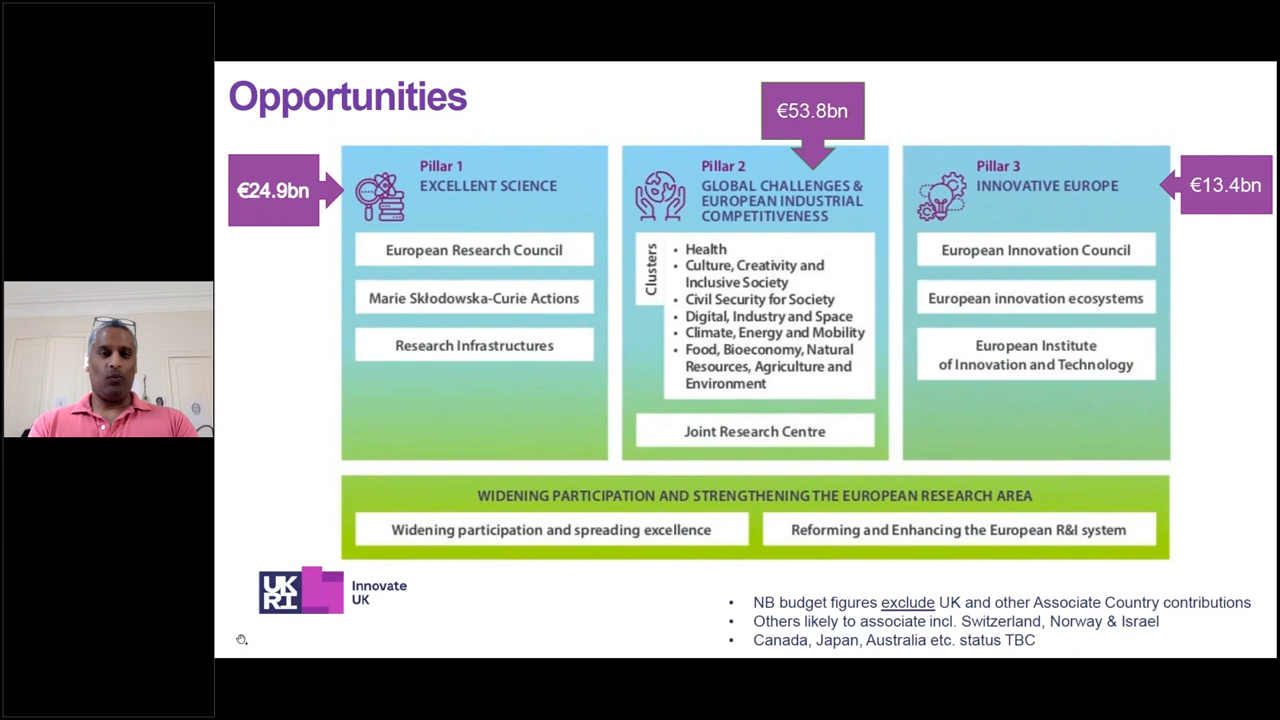 Opportunities
€53.8bn
€24.9bn
Pillar 1
EXCELLENT SCIENCE
European Research Council
Marie Skłodowska-Curie Actions
Research Infrastructures
Pillar 2
GLOBAL CHALLENGES &
EUROPEAN INDUSTRIAL
COMPETITIVENESS
Clusters
• Health
• Culture, Creativity and
Inclusive Society
• Civil Security for Society
• Digital, Industry and Space
• Climate, Energy and Mobility
• Food, Bioeconomy, Natural
Resources, Agriculture and
Environment
Joint Research Centre
Pillar 3
INNOVATIVE EUROPE
€13.4bn
European Innovation Council
European innovation ecosystems
European Institute
of Innovation and Technology
WIDENING PARTICIPATION AND STRENGTHENING THE EUROPEAN RESEARCH AREA
Widening participation and spreading excellence
Reforming and Enhancing the European R&I system
UK
RI
Innovate
UK
• NB budget figures exclude UK and other Associate Country contributions
• Others likely to associate incl. Switzerland, Norway & Israel
• Canada, Japan, Australia etc. status TBC